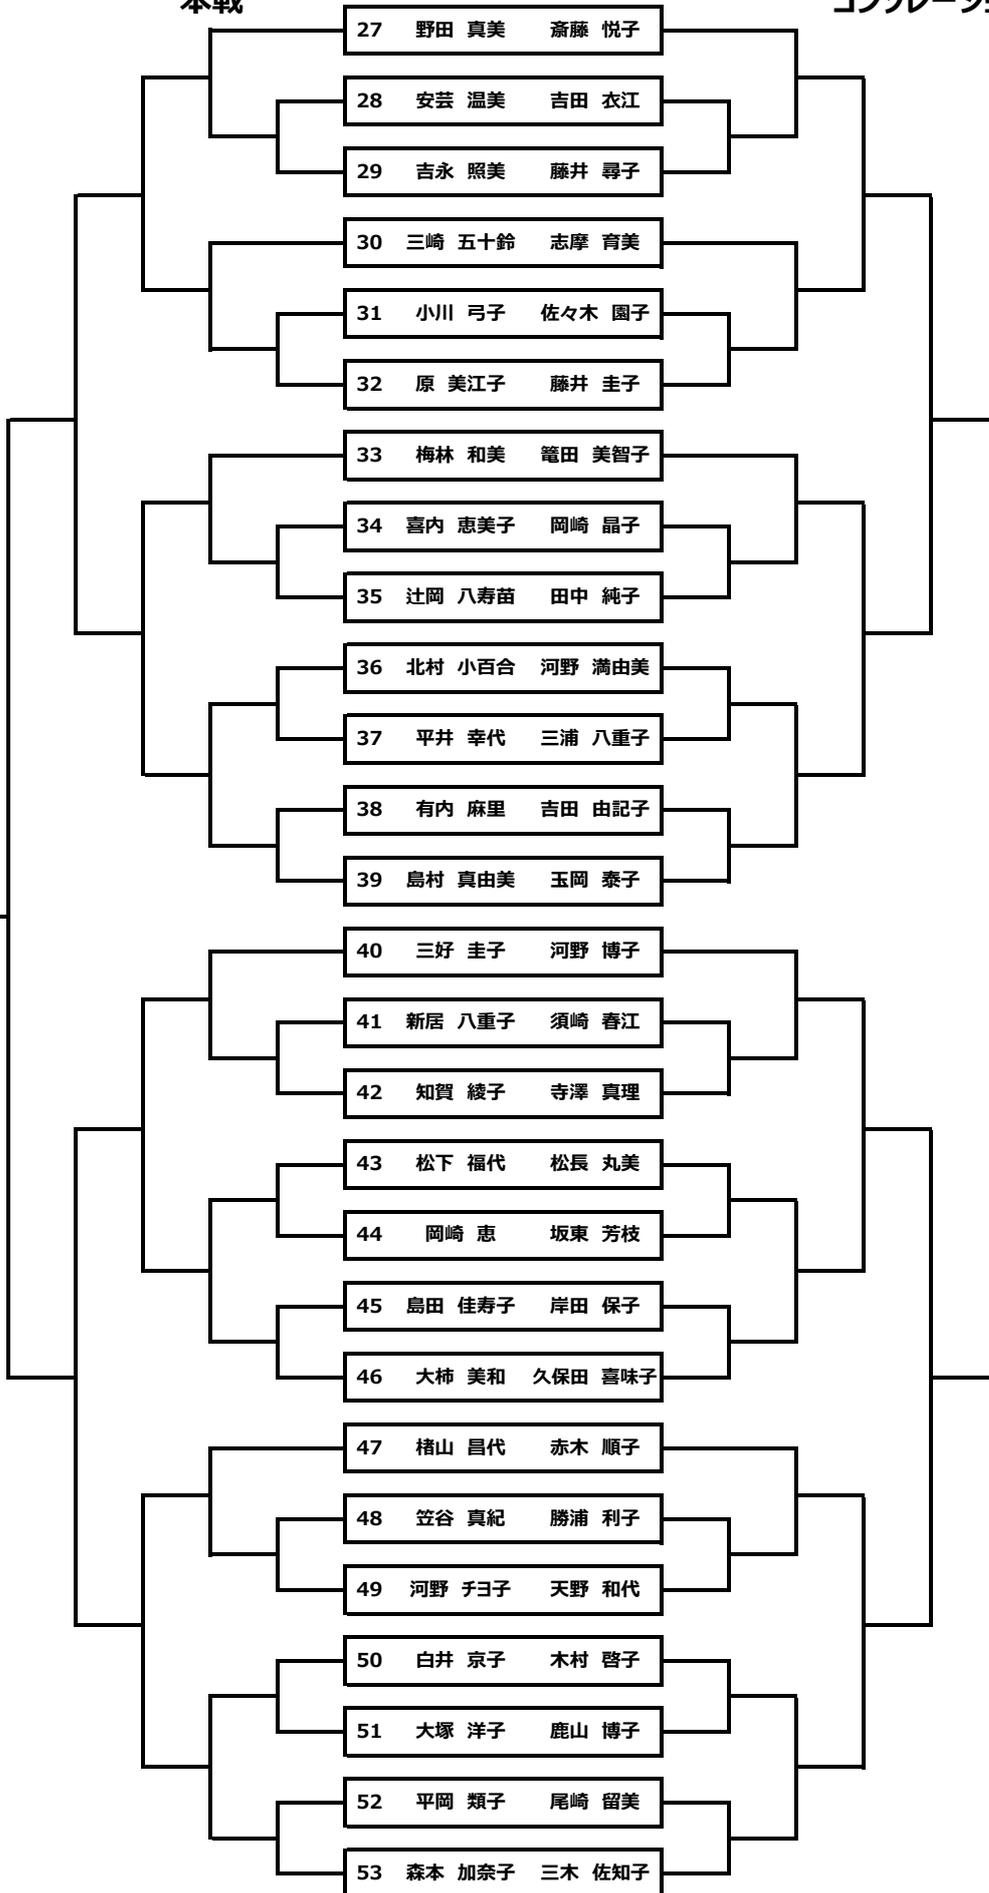 本戦 コンソレーショ
27 野田 真美 斎藤 悦子
28 安芸 温美 吉田 衣江
29 吉永 照美 藤井 尋子
30 三崎 五十鈴 志摩 育美
31 小川 弓子 佐々木 園子
32 原 美江子 藤井 圭子
33 梅林 和美 篭田 美智子
34 喜内 恵美子 岡崎 晶子
35 辻岡 八寿苗 田中 純子
36 北村 小百合 河野 満由美
37 平井 幸代 三浦 八重子
38 有内 麻里 吉田 由記子
39 島村 真由美 玉岡 泰子
40 三好 圭子 河野 博子
41 新居 八重子 須崎 春江
42 知賀 綾子 寺澤 真理
43 松下 福代 松長 丸美
44 岡崎 恵 坂東 芳枝
45 島田 佳寿子 岸田 保子
46 大柿 美和 久保田 喜味子
47 楮山 昌代 赤木 順子
48 笠谷 真紀 勝浦 利子
49 河野 チヨ子 天野 和代
50 白井 京子 木村 啓子
51 大塚 洋子 鹿山 博子
52 平岡 類子 尾崎 留美
53 森本 加奈子 三木 佐知子